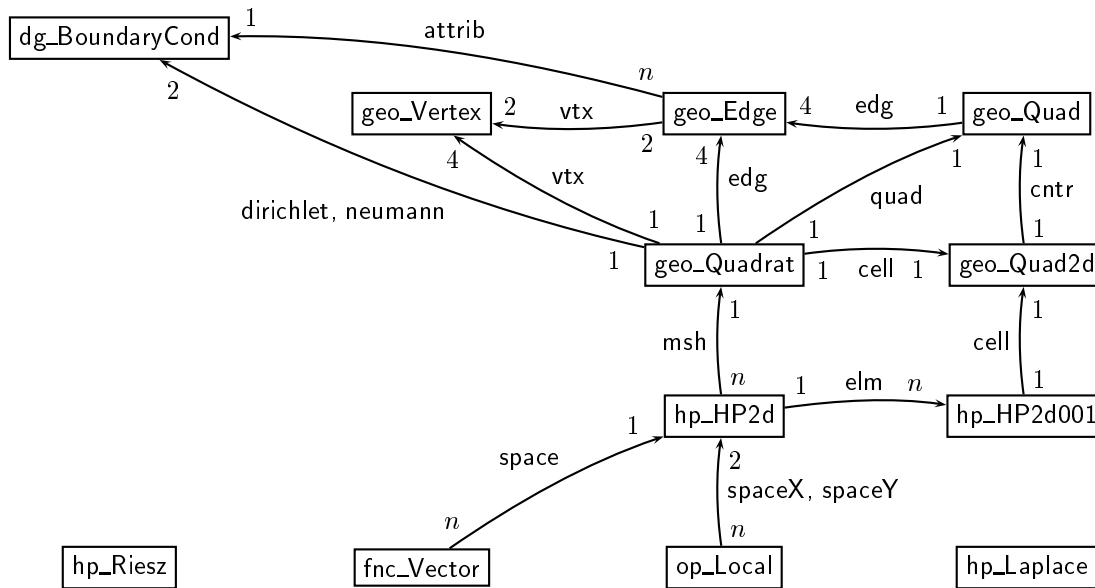 1
attrib
dg_BoundaryCond
2
n
geo_Vertex
2
vtx
geo_Edge
4
edg
1
geo_Quad
2
4
4
1
1
vtx
edg
quad
cntr
dirichlet, neumann
1
1
1
1
1
geo_Quadrat
1
cell
1
geo_Quad2d
1
1
msh
cell
n
1
elm
n
1
hp_HP2d
hp_HP2d001
1
space
2
spaceX, spaceY
n
n
hp_Riesz
fnc_Vector
op_Local
hp_Laplace